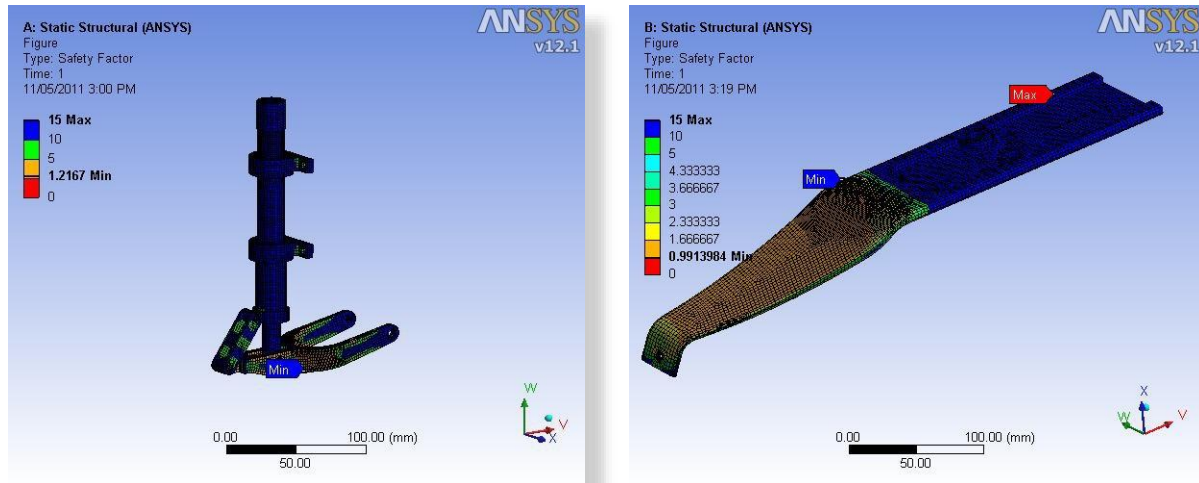 A: Static Structural (ANSYS)
Figure
Type: Safety Factor
Time: 1
11/05/2011 3:00 PM
ANSYS
v12.1
15 Max
10
5
1.2167 Min
0
Min
W
V
X
0.00 100.00 (mm)
50.00
B: Static Structural (ANSYS)
Figure
Type: Safety Factor
Time: 1
11/05/2011 3:19 PM
ANSYS
v12.1
15 Max
10
5
4.333333
3.666667
3
2.333333
1.666667
0.9913984 Min
0
Max
Min
X
W
V
0.00 100.00 (mm)
50.00